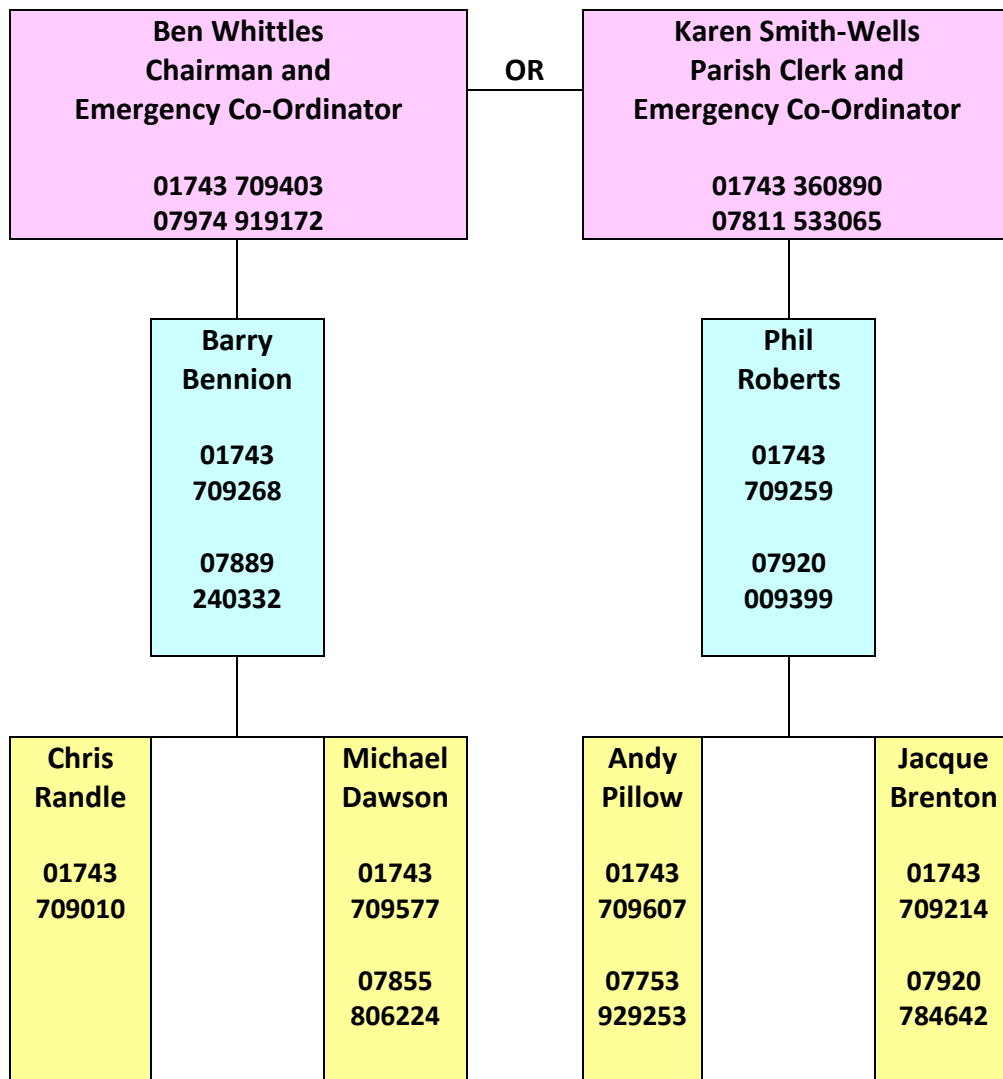 Ben Whittles
Chairman and
Emergency Co-Ordinator
01743 709403
07974 919172
OR
Karen Smith-Wells
Parish Clerk and
Emergency Co-Ordinator
01743 360890
07811 533065
Barry
Bennion
01743
709268
07889
240332
Phil
Roberts
01743
709259
07920
009399
Chris
Randle
01743
709010
Michael
Dawson
01743
709577
07855
806224
Andy
Pillow
01743
709607
07753
929253
Jacque
Brenton
01743
709214
07920
784642